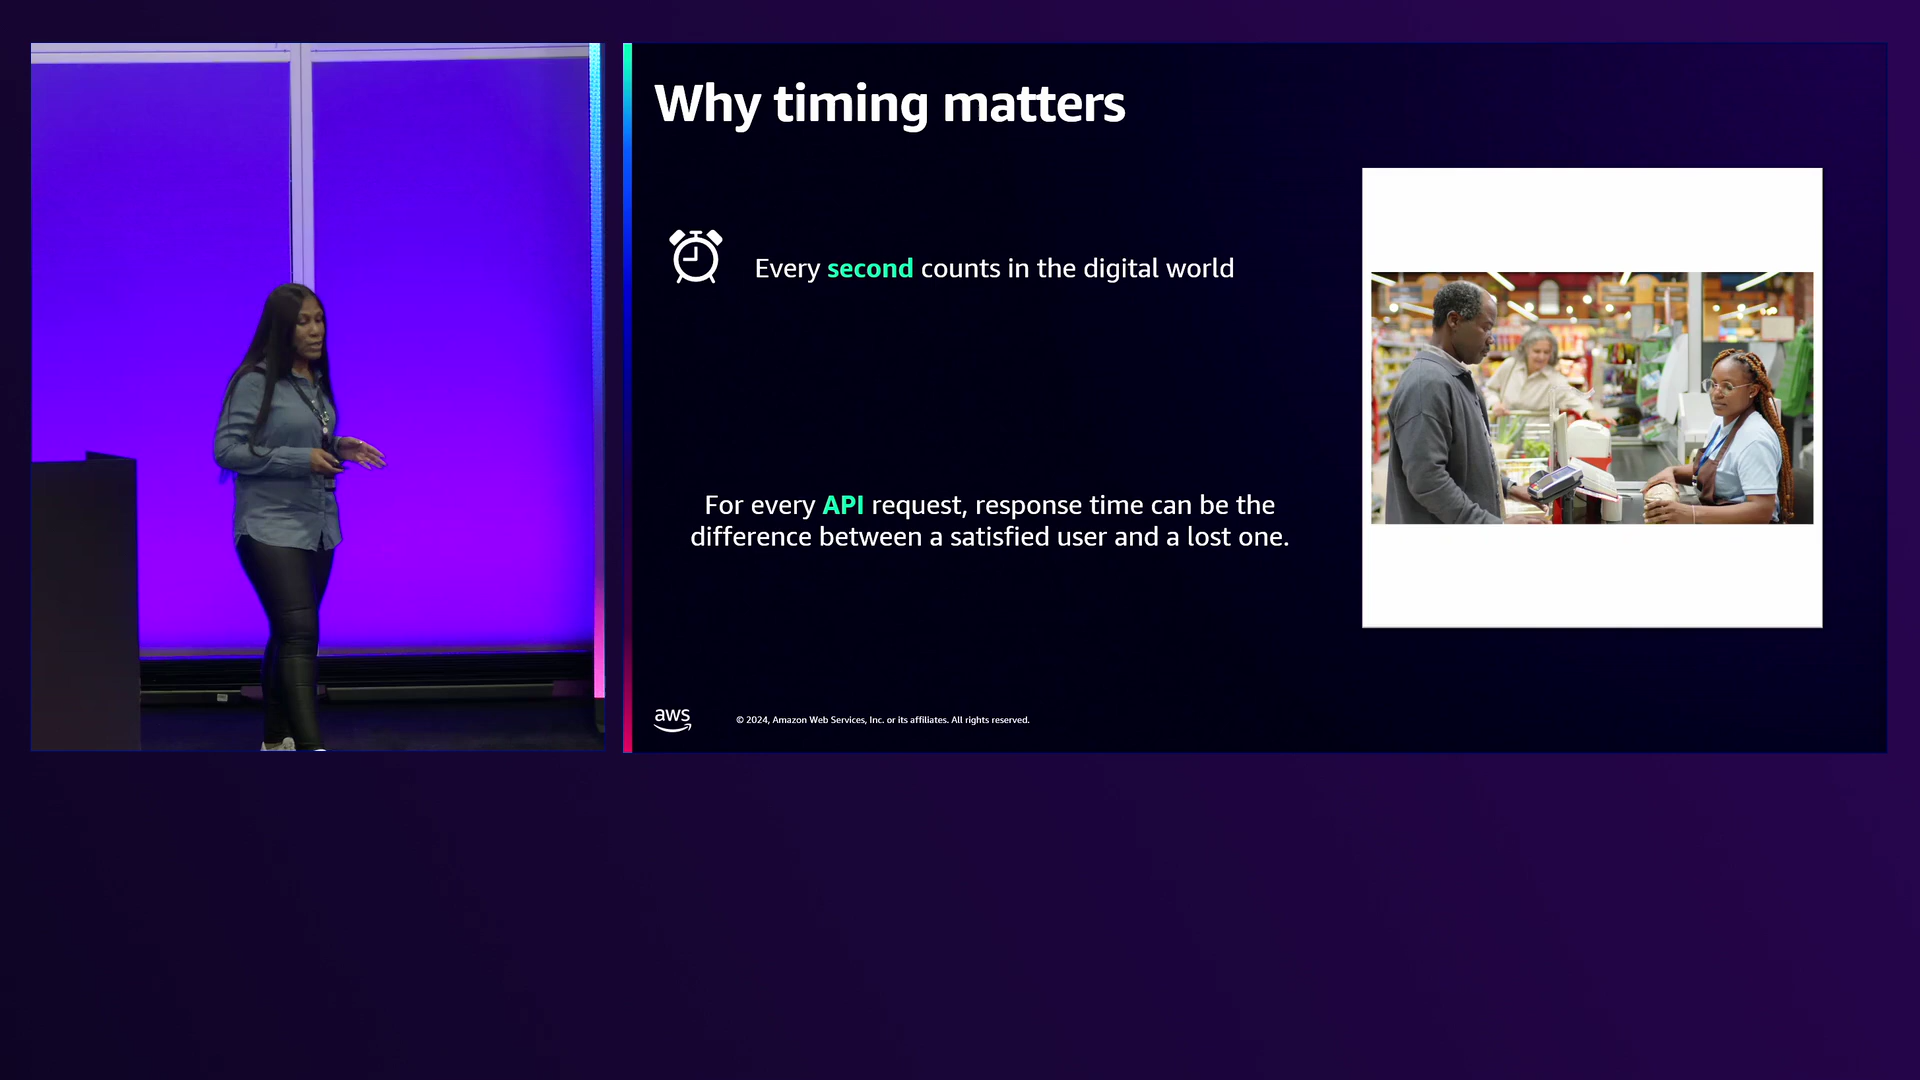 Why timing matters
Every second counts in the digital world
For every API request, response time can be the
difference between a satisfied user and a lost one.
aws
© 2024, Amazon Web Services, Inc. or its affiliates. All rights reserved.